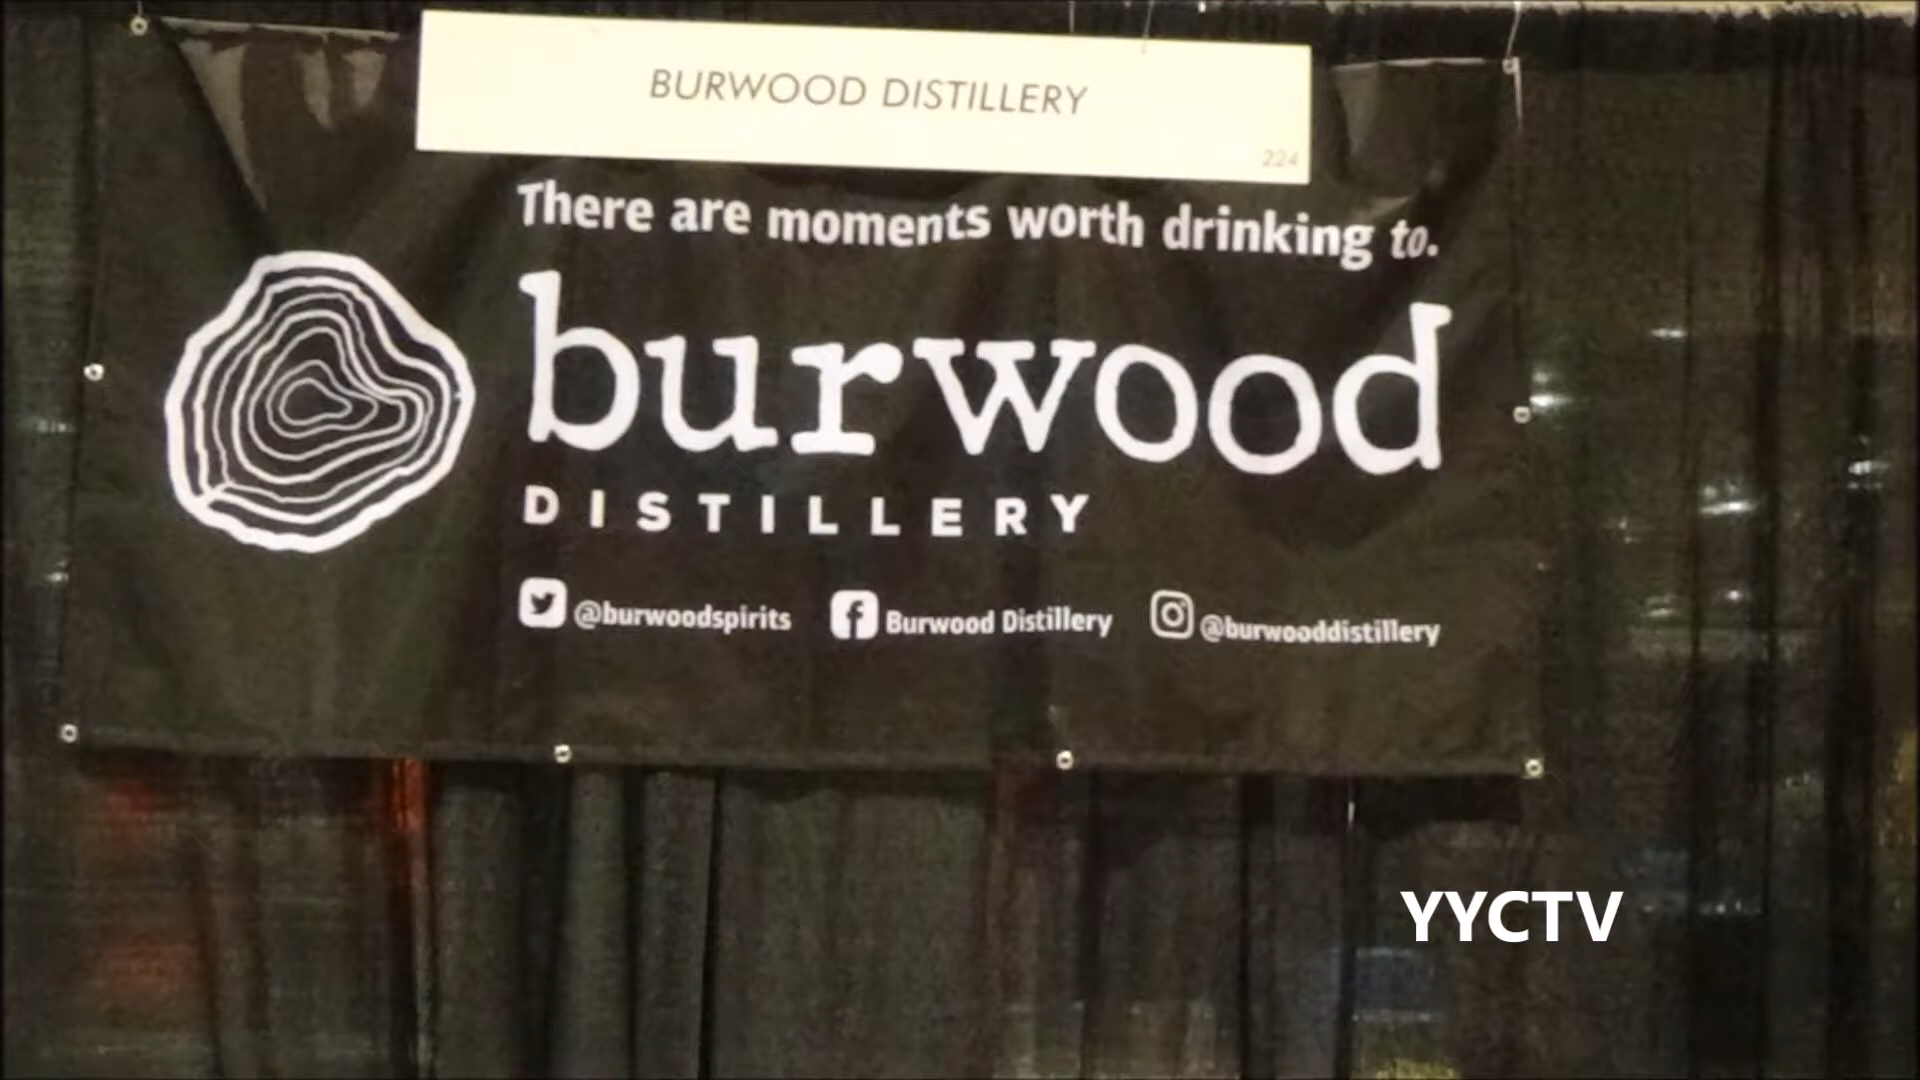 BURWOOD DISTILLERY
224
There are moments worth drinking to.
burwood
DISTILLERY
@burwoodspirits Burwood Distillery @burwooddistillery
YYCTV